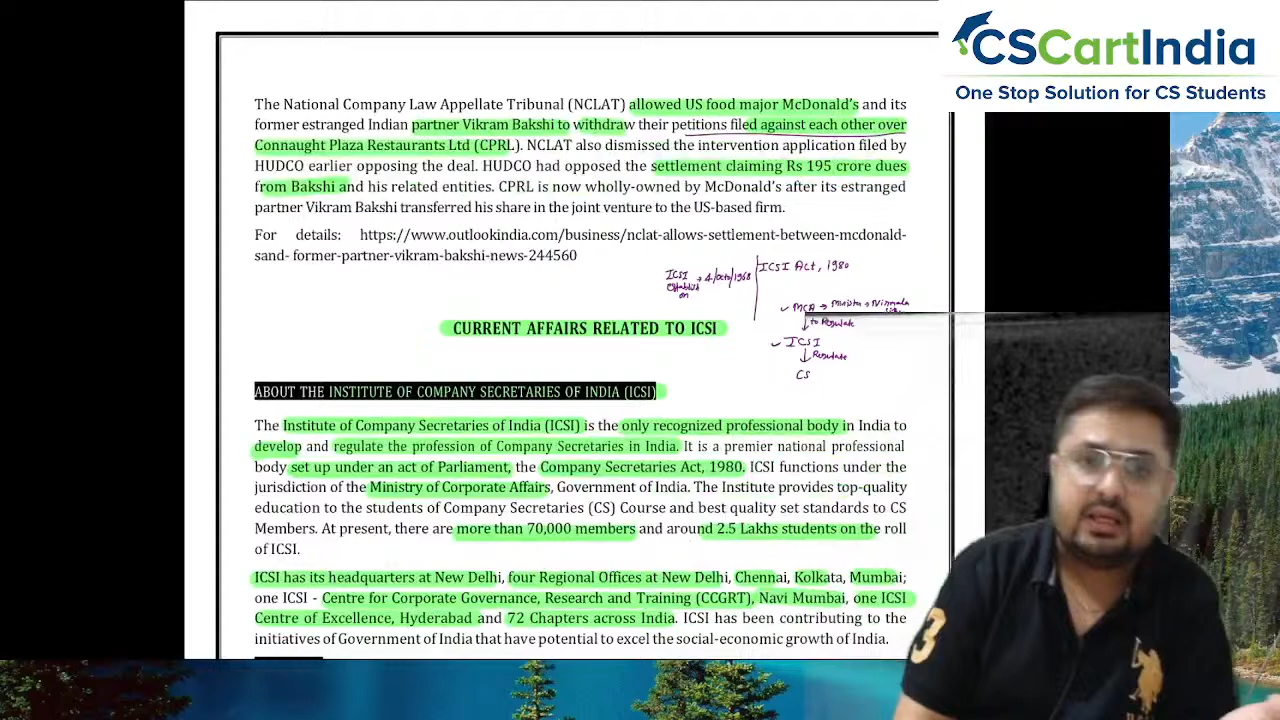 CSCartIndia
One Stop Solution for CS Students
The National Company Law Appellate Tribunal (NCLAT) allowed US food major McDonald's and its
former estranged Indian partner Vikram Bakshi to withdraw their petitions filed against each other over
Connaught Plaza Restaurants Ltd (CPRL). NCLAT also dismissed the intervention application filed by
HUDCO earlier opposing the deal. HUDCO had opposed the settlement claiming Rs 195 crore dues
from Bakshi and his related entities. CPRL is now wholly-owned by McDonald's after its estranged
partner Vikram Bakshi transferred his share in the joint venture to the US-based firm.
For details: https://www.outlookindia.com/business/nclat-allows-settlement-between-mcdonald-
sand- former-partner-vikram-bakshi-news-244560
ICSI → 4/Octo/1968
on
ICSI Act, 1980
✓ MCA → Minister → Nirmala
↓ to Regulate
✓ ICSI
↓ Regulate
CS
CURRENT AFFAIRS RELATED TO ICSI
ABOUT THE INSTITUTE OF COMPANY SECRETARIES OF INDIA (ICSI)
The Institute of Company Secretaries of India (ICSI) is the only recognized professional body in India to
develop and regulate the profession of Company Secretaries in India. It is a premier national professional
body set up under an act of Parliament, the Company Secretaries Act, 1980. ICSI functions under the
jurisdiction of the Ministry of Corporate Affairs, Government of India. The Institute provides top-quality
education to the students of Company Secretaries (CS) Course and best quality set standards to CS
Members. At present, there are more than 70,000 members and around 2.5 Lakhs students on the roll
of ICSI.
ICSI has its headquarters at New Delhi, four Regional Offices at New Delhi, Chennai, Kolkata, Mumbai;
one ICSI - Centre for Corporate Governance, Research and Training (CCGRT), Navi Mumbai, one ICSI
Centre of Excellence, Hyderabad and 72 Chapters across India. ICSI has been contributing to the
initiatives of Government of India that have potential to excel the social-economic growth of India.
3